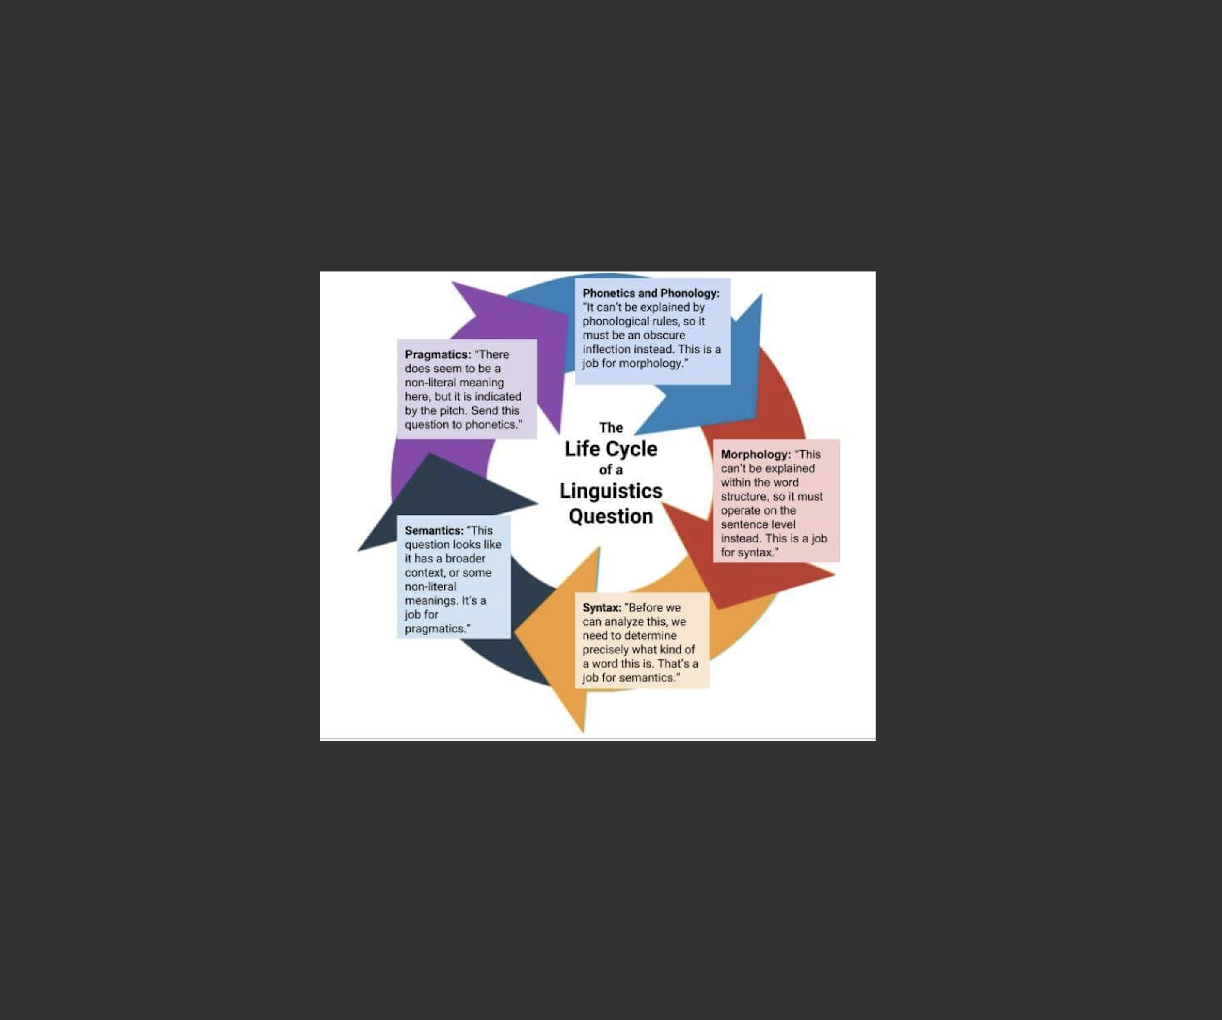 The
Life Cycle
of a
Linguistics
Question
Phonetics and Phonology:
“It can’t be explained by
phonological rules, so it
must be an obscure
inflection instead. This is a
job for morphology.”
Morphology: “This
can’t be explained
within the word
structure, so it must
operate on the
sentence level
instead. This is a job
for syntax.”
Syntax: “Before we
can analyze this, we
need to determine
precisely what kind of
a word this is. That’s a
job for semantics.”
Semantics: “This
question looks like
it has a broader
context, or some
non-literal
meanings. It’s a
job for
pragmatics.”
Pragmatics: “There
does seem to be a
non-literal meaning
here, but it is indicated
by the pitch. Send this
question to phonetics.”